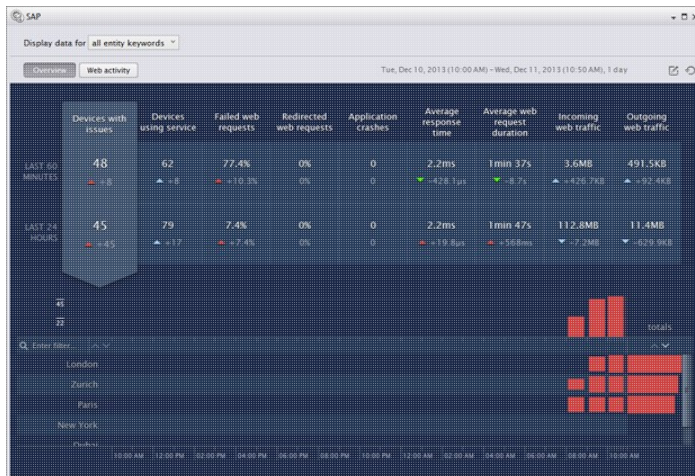 SAP
Display data for all entity keywords
Overview Web activity Tue, Dec 10, 2013 (10:00 AM) - Wed, Dec 11, 2013 (10:50 AM), 1 day
Devices with issues Devices using service Failed web requests Redirected web requests Application crashes Average response time Average web request duration Incoming web traffic Outgoing web traffic
LAST 60 MINUTES 48 62 77.4% 0% 0 2.2ms 1min 37s 3.6MB 491.5KB
+8 +8 +10.3% 0% 0 -428.1µs -8.7s +426.7KB +92.4KB
LAST 24 HOURS 45 79 7.4% 0% 0 2.2ms 1min 47s 112.8MB 11.4MB
+45 +17 +7.4% 0% 0 +19.8µs +568ms -7.2MB -629.9KB
45
22
totals
Enter filter...
London
Zurich
Paris
New York
Dubai
10:00 AM 12:00 PM 02:00 PM 04:00 PM 06:00 PM 08:00 PM 10:00 PM 12:00 AM 02:00 AM 04:00 AM 06:00 AM 08:00 AM 10:00 AM